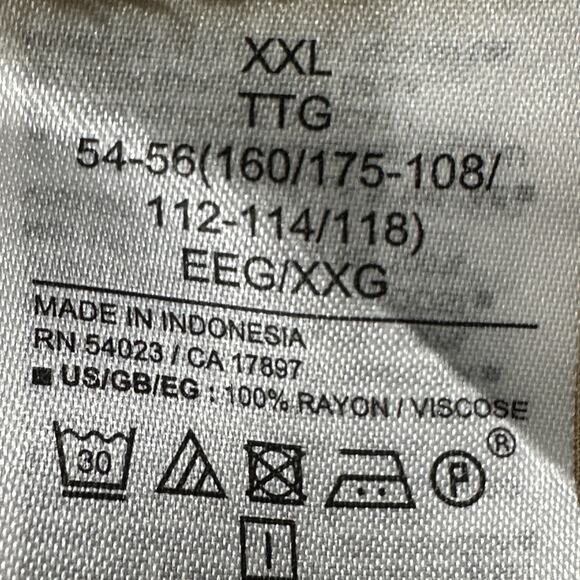 XXL
TTG
54-56(160/175-108/
112-114/118)
EEG/XXG
MADE IN INDONESIA
RN 54023 / CA 17897
■ US/GB/EG : 100% RAYON / VISCOSE
30
P ®